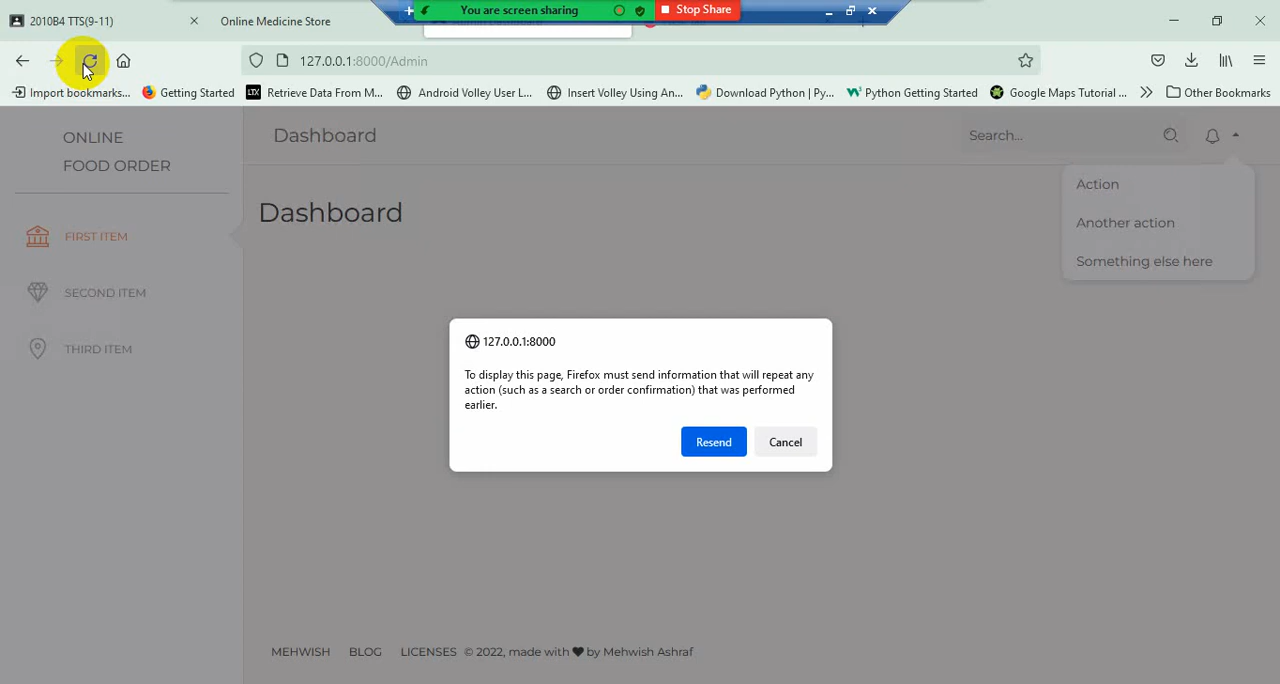 2010B4 TTS(9-11)
Online Medicine Store
You are screen sharing
Stop Share
127.0.0.1:8000/Admin
Import bookmarks...
Getting Started
LTX
Retrieve Data From M...
Android Volley User L...
Insert Volley Using An...
Download Python | Py...
Python Getting Started
Google Maps Tutorial ...
Other Bookmarks
ONLINE
FOOD ORDER
Dashboard
Search...
Action
Another action
Something else here
Dashboard
FIRST ITEM
SECOND ITEM
THIRD ITEM
127.0.0.1:8000
To display this page, Firefox must send information that will repeat any
action (such as a search or order confirmation) that was performed
earlier.
Resend
Cancel
MEHWISH BLOG LICENSES © 2022, made with ❤ by Mehwish Ashraf